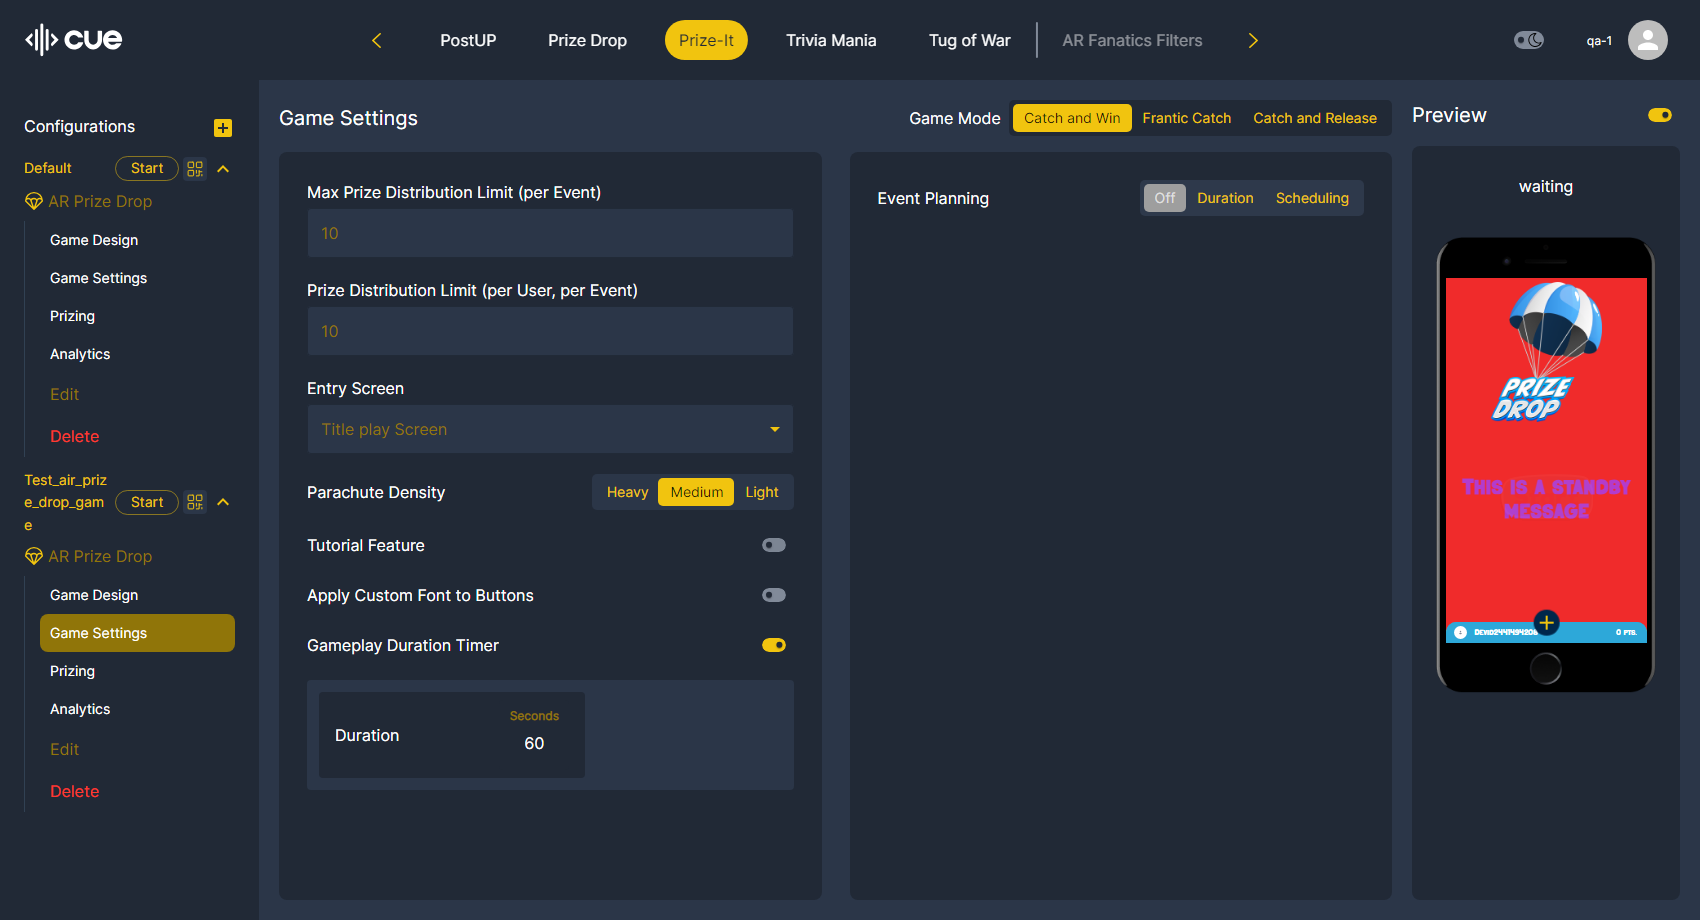 cue
PostUP
Prize Drop
Prize-It
Trivia Mania
Tug of War
AR Fanatics Filters
qa-1
Configurations
Default
Start
AR Prize Drop
Game Design
Game Settings
Prizing
Analytics
Edit
Delete
Test_air_priz
e_drop_gam
e
Start
AR Prize Drop
Game Design
Game Settings
Prizing
Analytics
Edit
Delete
Game Settings
Game Mode
Catch and Win
Frantic Catch
Catch and Release
Max Prize Distribution Limit (per Event)
10
Prize Distribution Limit (per User, per Event)
10
Entry Screen
Title play Screen
Parachute Density
Heavy
Medium
Light
Tutorial Feature
Apply Custom Font to Buttons
Gameplay Duration Timer
Duration
Seconds
60
Event Planning
Off
Duration
Scheduling
Preview
waiting
PRIZE
DROP
THIS IS A STANDBY
MESSAGE
0 PTS.